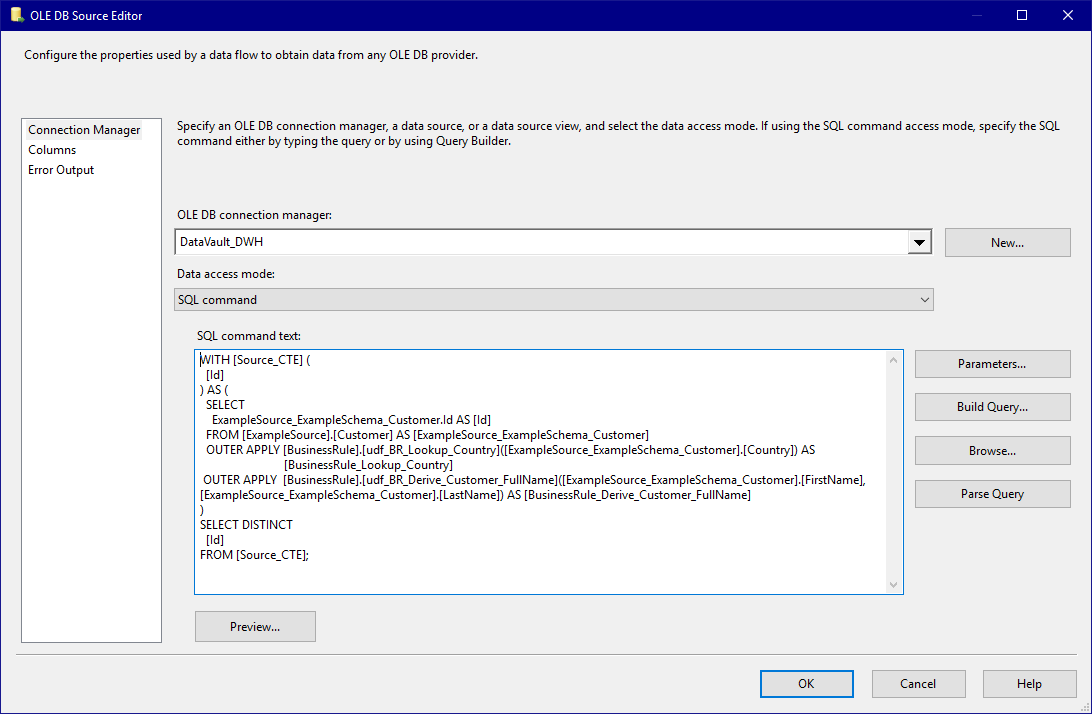 OLE DB Source Editor
Configure the properties used by a data flow to obtain data from any OLE DB provider.
Connection Manager
Columns
Error Output
Specify an OLE DB connection manager, a data source, or a data source view, and select the data access mode. If using the SQL command access mode, specify the SQL
command either by typing the query or by using Query Builder.
OLE DB connection manager:
DataVault_DWH
New...
Data access mode:
SQL command
SQL command text:
WITH [Source_CTE] (
[Id]
) AS (
SELECT
ExampleSource_ExampleSchema_Customer.Id AS [Id]
FROM [ExampleSource].[Customer] AS [ExampleSource_ExampleSchema_Customer]
OUTER APPLY [BusinessRule].[udf_BR_Lookup_Country]([ExampleSource_ExampleSchema_Customer].[Country]) AS
[BusinessRule_Lookup_Country]
OUTER APPLY  [BusinessRule].[udf_BR_Derive_Customer_FullName]([ExampleSource_ExampleSchema_Customer].[FirstName],
[ExampleSource_ExampleSchema_Customer].[LastName]) AS [BusinessRule_Derive_Customer_FullName]
)
SELECT DISTINCT
[Id]
FROM [Source_CTE];
Parameters...
Build Query...
Browse...
Parse Query
Preview...
OK
Cancel
Help